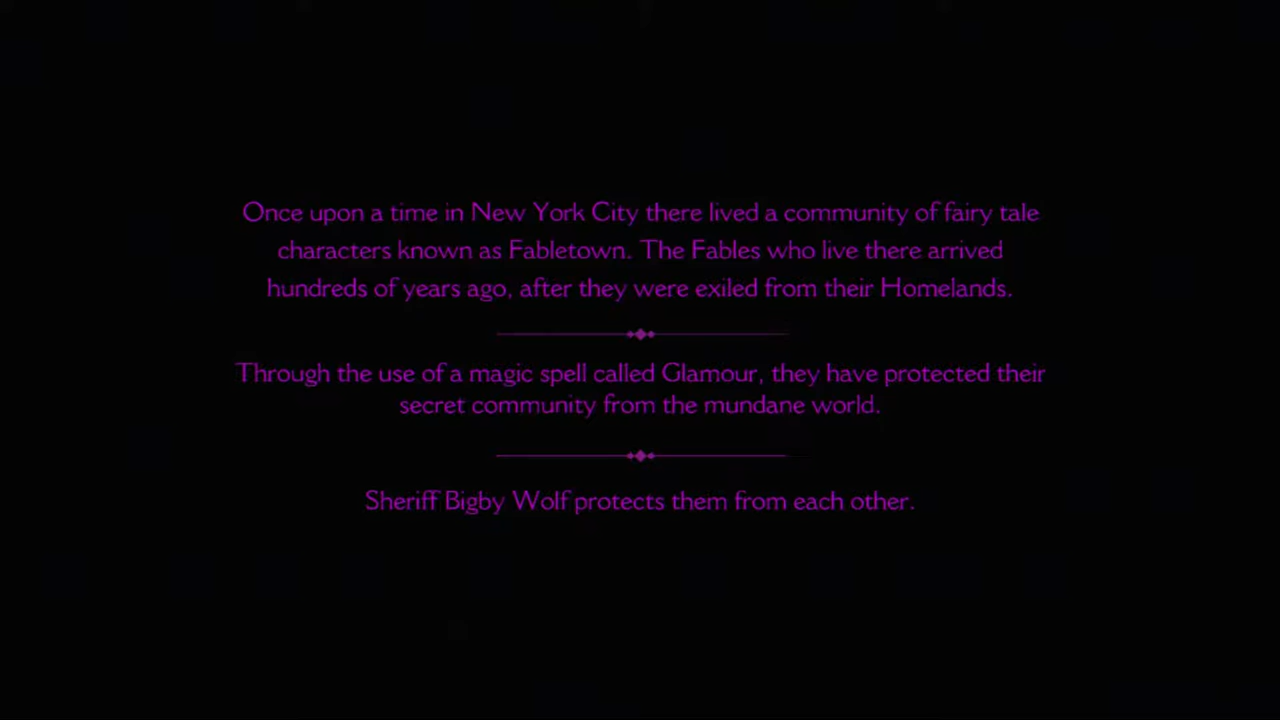 Once upon a time in New York City there lived a community of fairy tale
characters known as Fabletown. The Fables who live there arrived
hundreds of years ago, after they were exiled from their Homelands.
Through the use of a magic spell called Glamour, they have protected their
secret community from the mundane world.
Sheriff Bigby Wolf protects them from each other.